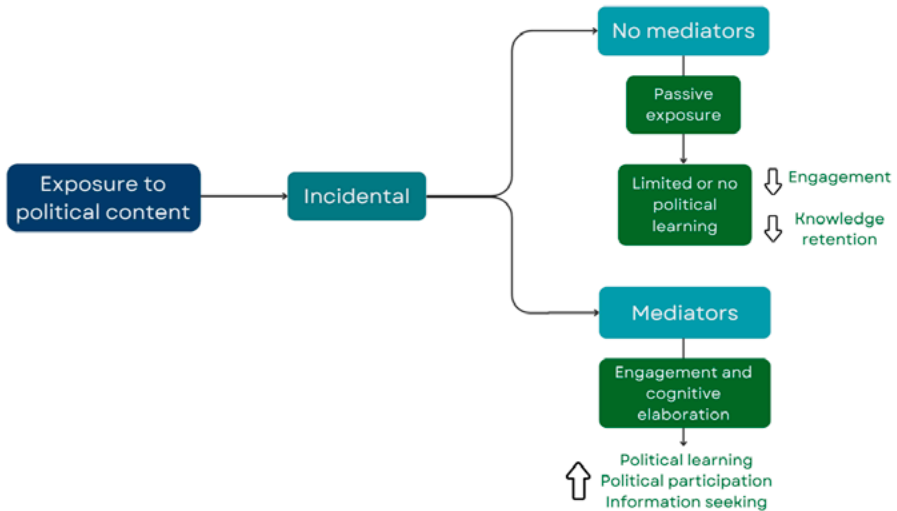 Exposure to
political content
Incidental
No mediators
Passive
exposure
Limited or no
political
learning
Engagement
Knowledge
retention
Mediators
Engagement and
cognitive
elaboration
Political learning
Political participation
Information seeking